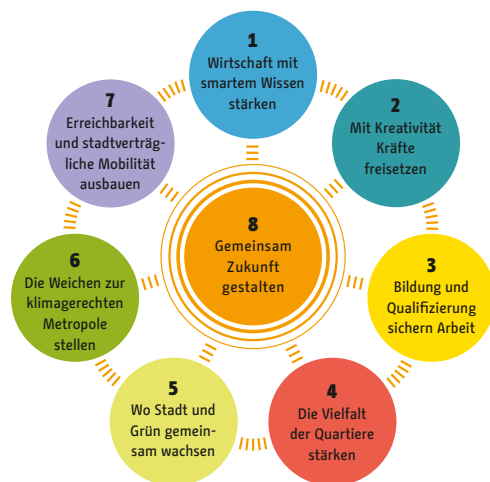 1
Wirtschaft mit
smartem Wissen
stärken
2
Mit Kreativität
Kräfte
freisetzen
3
Bildung und
Qualifizierung
sichern Arbeit
4
Die Vielfalt
der Quartiere
stärken
5
Wo Stadt und
Grün gemein-
sam wachsen
6
Die Weichen zur
klimagerechten
Metropole
stellen
7
Erreichbarkeit
und stadtverträg-
liche Mobilität
ausbauen
8
Gemeinsam
Zukunft
gestalten